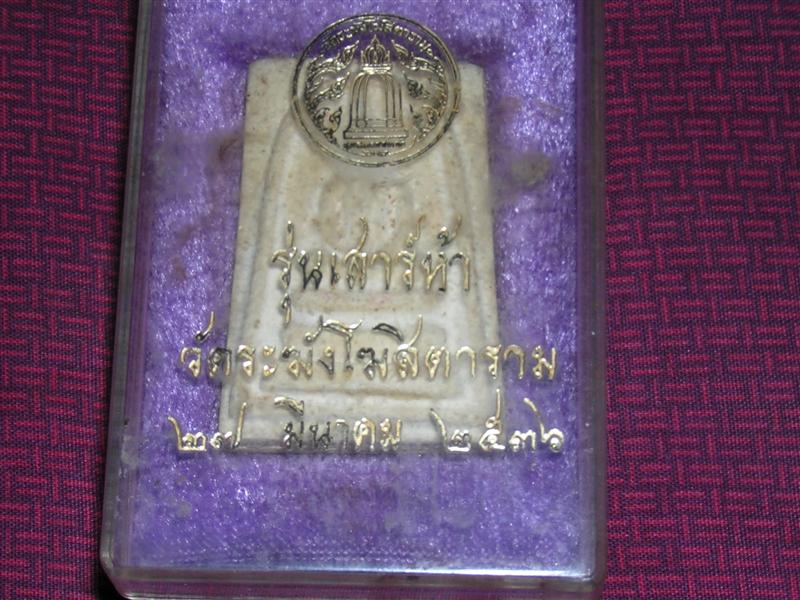 รุ่นเสาร์ห้า
วัดระฆังโฆสิตาราม
๒๗ มีนาคม ๒๕๓๖